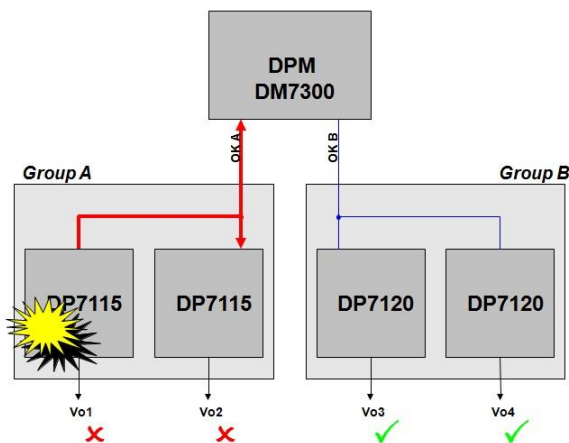 DPM
DM7300
OK A
OK B
Group A
Group B
DP7115
DP7115
DP7120
DP7120
Vo1
Vo2
Vo3
Vo4